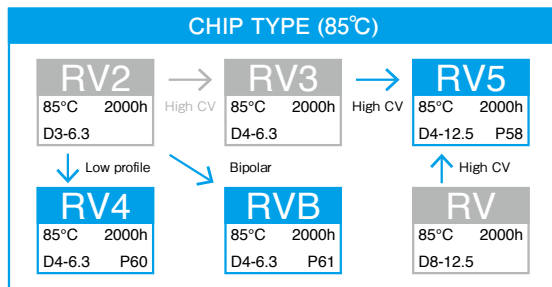 CHIP TYPE (85℃)
RV2
85°C 2000h
D3-6.3
High CV
RV3
85°C 2000h
D4-6.3
High CV
RV5
85°C 2000h
D4-12.5 P58
Low profile
Bipolar
High CV
RV4
85°C 2000h
D4-6.3 P60
RVB
85°C 2000h
D4-6.3 P61
RV
85°C 2000h
D8-12.5